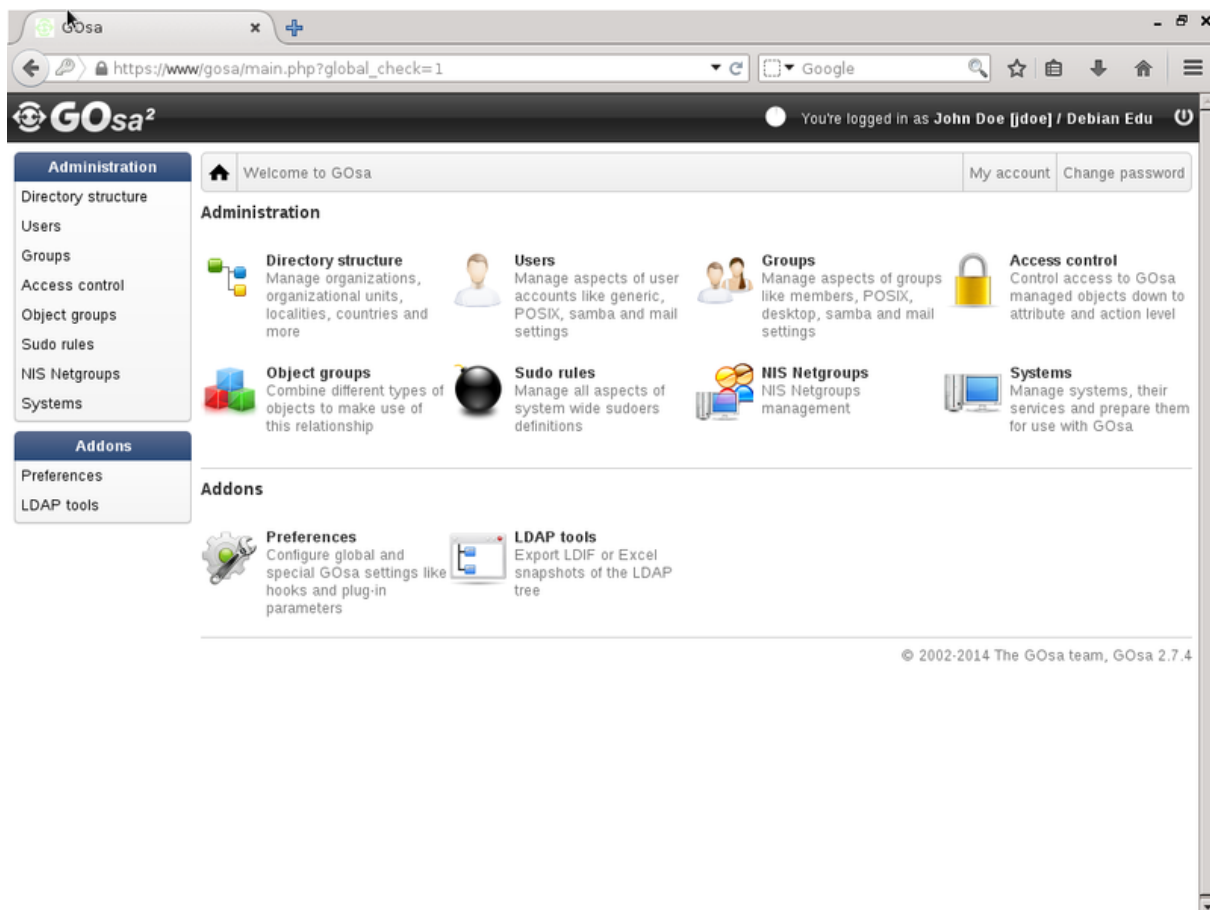 GOsa
https://www/gosa/main.php?global_check=1
Google
GOsa²
You're logged in as John Doe [jdoe] / Debian Edu
Administration
Directory structure
Users
Groups
Access control
Object groups
Sudo rules
NIS Netgroups
Systems
Addons
Preferences
LDAP tools
Welcome to GOsa
My account
Change password
Administration
Directory structure
Manage organizations,
organizational units,
localities, countries and
more
Users
Manage aspects of user
accounts like generic,
POSIX, samba and mail
settings
Groups
Manage aspects of groups
like members, POSIX,
desktop, samba and mail
settings
Access control
Control access to GOsa
managed objects down to
attribute and action level
Object groups
Combine different types of
objects to make use of
this relationship
Sudo rules
Manage all aspects of
system wide sudoers
definitions
NIS Netgroups
NIS Netgroups
management
Systems
Manage systems, their
services and prepare them
for use with GOsa
Addons
Preferences
Configure global and
special GOsa settings like
hooks and plug-in
parameters
LDAP tools
Export LDIF or Excel
snapshots of the LDAP
tree
© 2002-2014 The GOsa team, GOsa 2.7.4